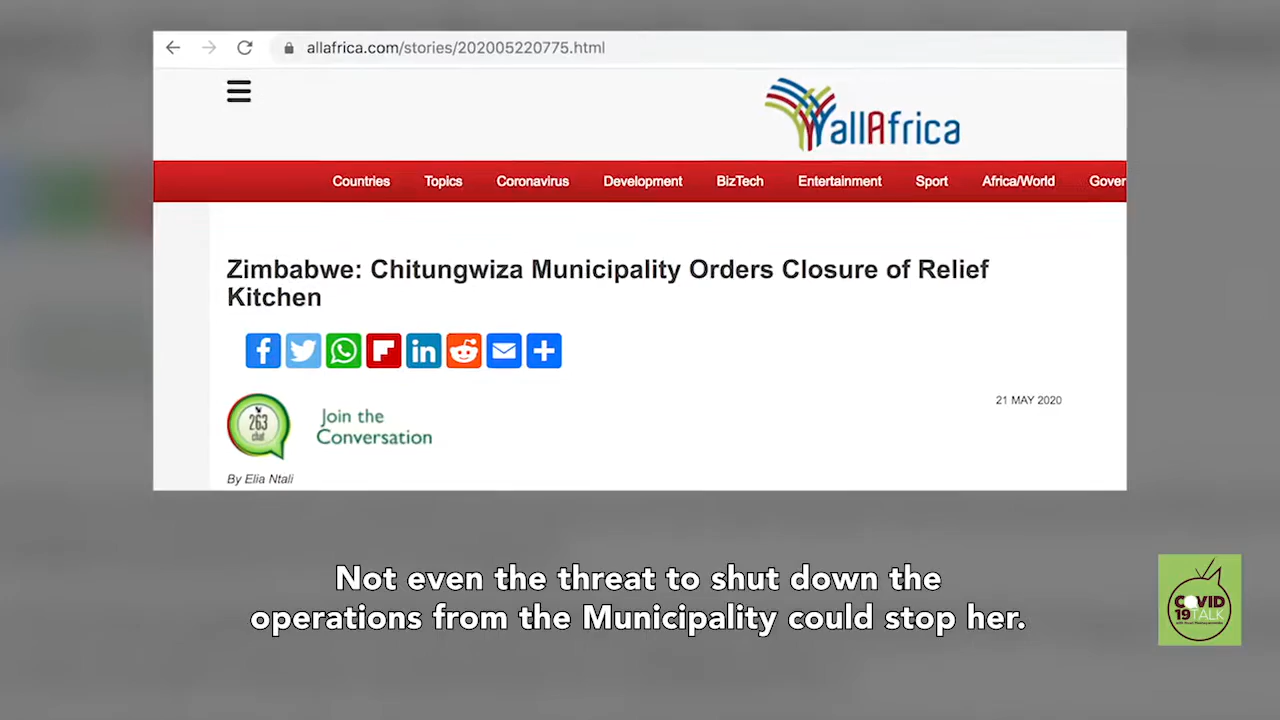 allafrica.com/stories/202005220775.html
allAfrica
Countries Topics Coronavirus Development BizTech Entertainment Sport Africa/World Gover
Zimbabwe: Chitungwiza Municipality Orders Closure of Relief
Kitchen
263
chat
Join the
Conversation
21 MAY 2020
By Elia Ntali
Not even the threat to shut down the
operations from the Municipality could stop her.
COVID
19TALK